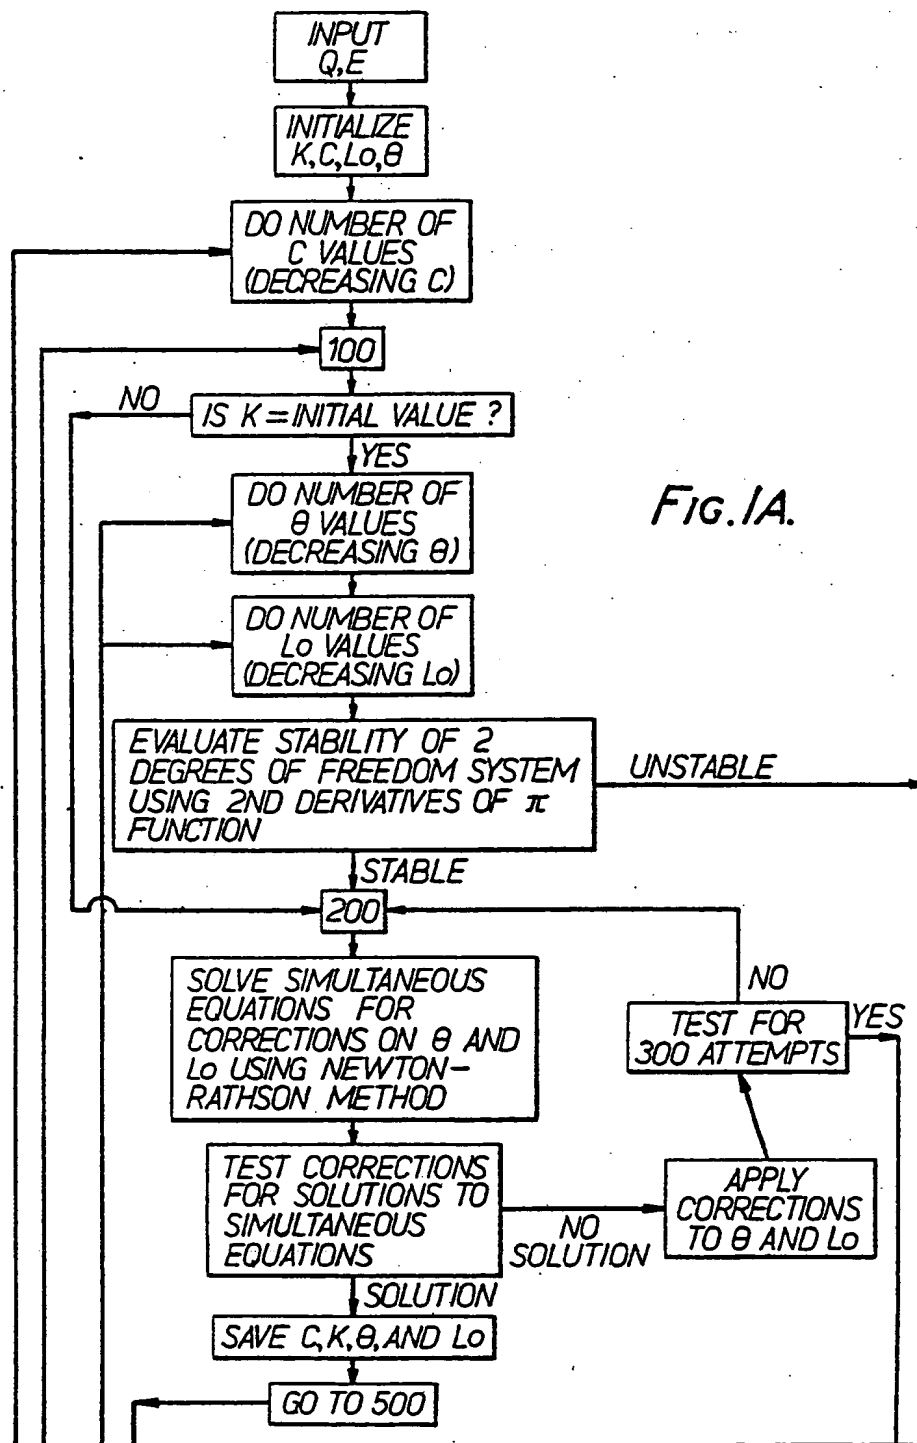 INPUT
Q,E
INITIALIZE
K,C,Lo,θ
DO NUMBER OF
C VALUES
(DECREASING C)
100
NO
IS K=INITIAL VALUE ?
YES
DO NUMBER OF
θ VALUES
(DECREASING θ)
FIG.1A.
DO NUMBER OF
Lo VALUES
(DECREASING Lo)
EVALUATE STABILITY OF 2
DEGREES OF FREEDOM SYSTEM
USING 2ND DERIVATIVES OF π
FUNCTION
UNSTABLE
STABLE
200
SOLVE SIMULTANEOUS
EQUATIONS FOR
CORRECTIONS ON θ AND
Lo USING NEWTON-
RATHSON METHOD
NO
TEST FOR
300 ATTEMPTS
YES
TEST CORRECTIONS
FOR SOLUTIONS TO
SIMULTANEOUS
EQUATIONS
NO
SOLUTION
APPLY
CORRECTIONS
TO θ AND Lo
SOLUTION
SAVE C,K,θ,AND Lo
GO TO 500